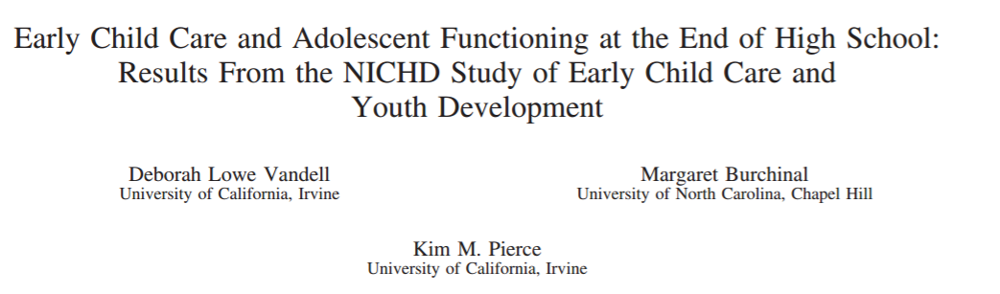 Early Child Care and Adolescent Functioning at the End of High School:
Results From the NICHD Study of Early Child Care and
Youth Development
Deborah Lowe Vandell
University of California, Irvine
Margaret Burchinal
University of North Carolina, Chapel Hill
Kim M. Pierce
University of California, Irvine